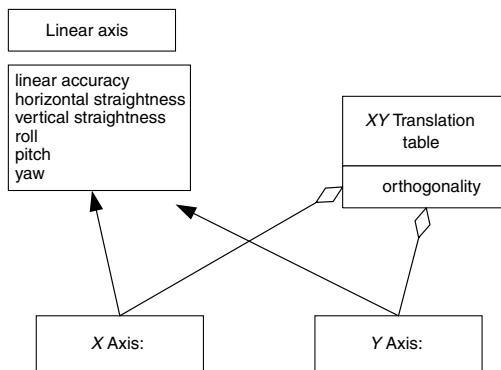 Linear axis
linear accuracy
horizontal straightness
vertical straightness
roll
pitch
yaw
XY Translation
table
orthogonality
X Axis:
Y Axis: